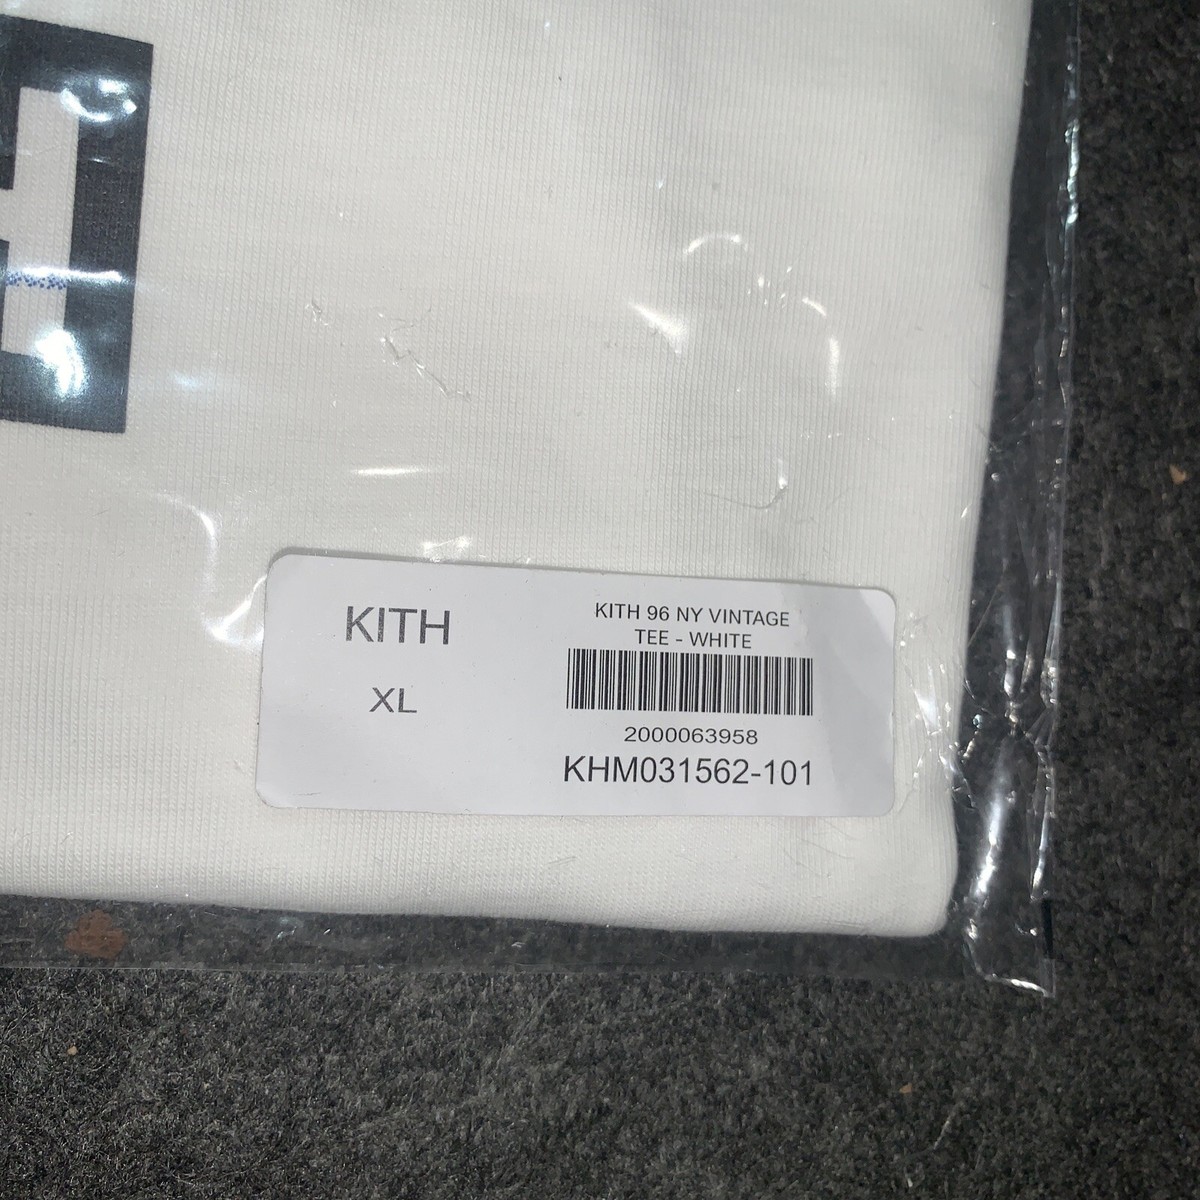 KITH
XL
KITH 96 NY VINTAGE
TEE - WHITE
2000063958
KHM031562-101